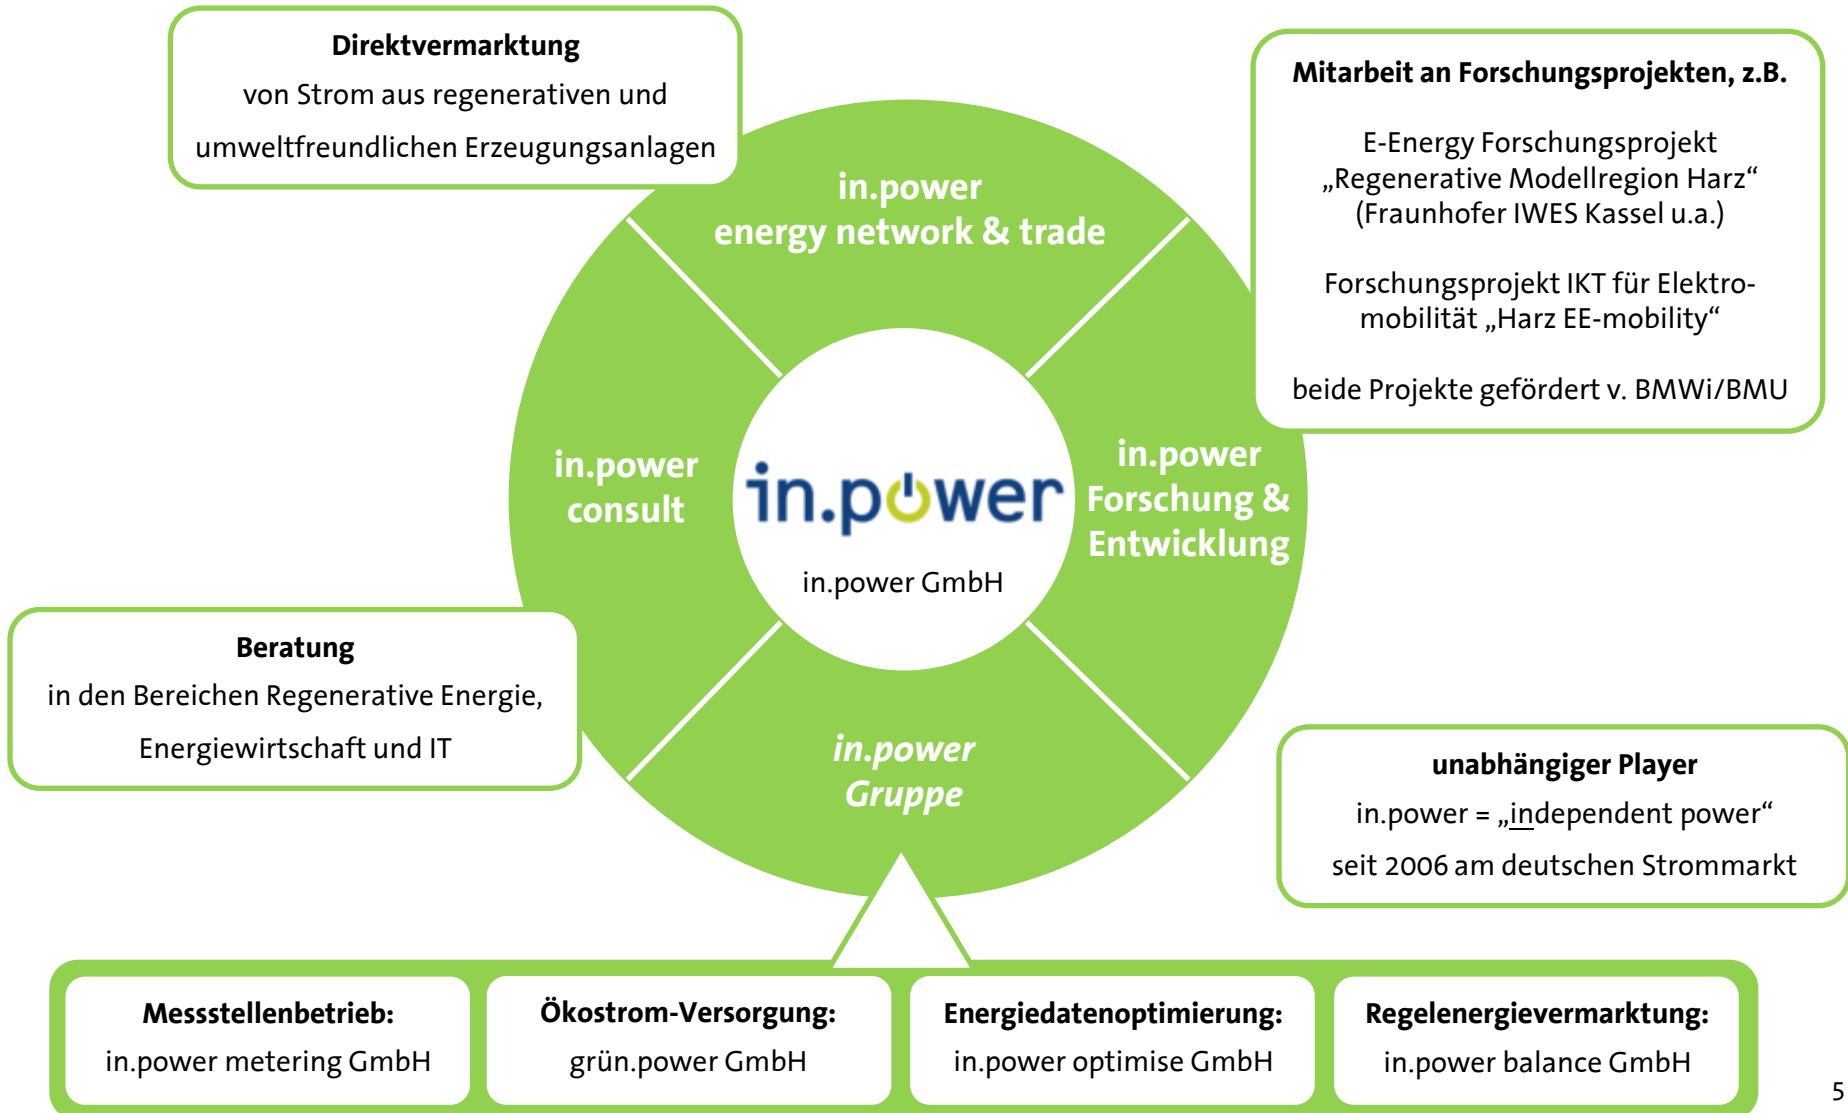 Direktvermarktung
von Strom aus regenerativen und
umweltfreundlichen Erzeugungsanlagen
Mitarbeit an Forschungsprojekten, z.B.
E-Energy Forschungsprojekt
„Regenerative Modellregion Harz“
(Fraunhofer IWES Kassel u.a.)
Forschungsprojekt IKT für Elektro-
mobilität „Harz EE-mobility“
beide Projekte gefördert v. BMWi/BMU
in.power
energy network & trade
in.power
consult
in.power
in.power GmbH
in.power
Forschung &
Entwicklung
Beratung
in den Bereichen Regenerative Energie,
Energiewirtschaft und IT
in.power
Gruppe
unabhängiger Player
in.power = „independent power“
seit 2006 am deutschen Strommarkt
Messstellenbetrieb:
in.power metering GmbH
Ökostrom-Versorgung:
grün.power GmbH
Energiedatenoptimierung:
in.power optimise GmbH
Regelenergievermarktung:
in.power balance GmbH
5